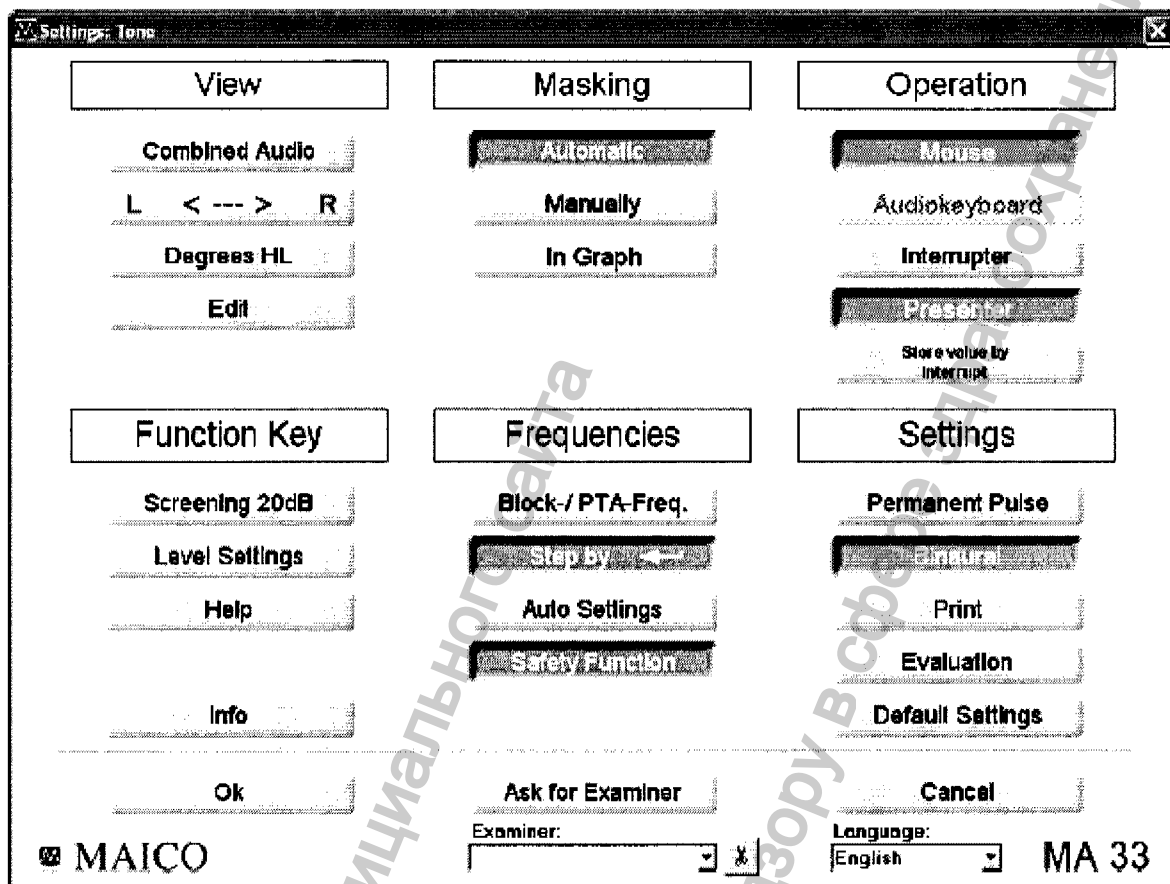 Settings: Tone
View
Combined Audio
L < --- > R
Degrees HL
Edit
Masking
Automatic
Manually
In Graph
Operation
Mouse
Audiokeyboard
Interrupter
Presenter
Store value by
Interrupt
Function Key
Screening 20dB
Level Settings
Help
Info
Frequencies
Block-/ PTA-Freq.
Step by
Auto Settings
Safety Function
Settings
Permanent Pulse
Binaural
Print
Evaluation
Default Settings
Ok
Ask for Examiner
Cancel
Examiner:
Language:
English
MAICO
MA 33
сайта
в сфере